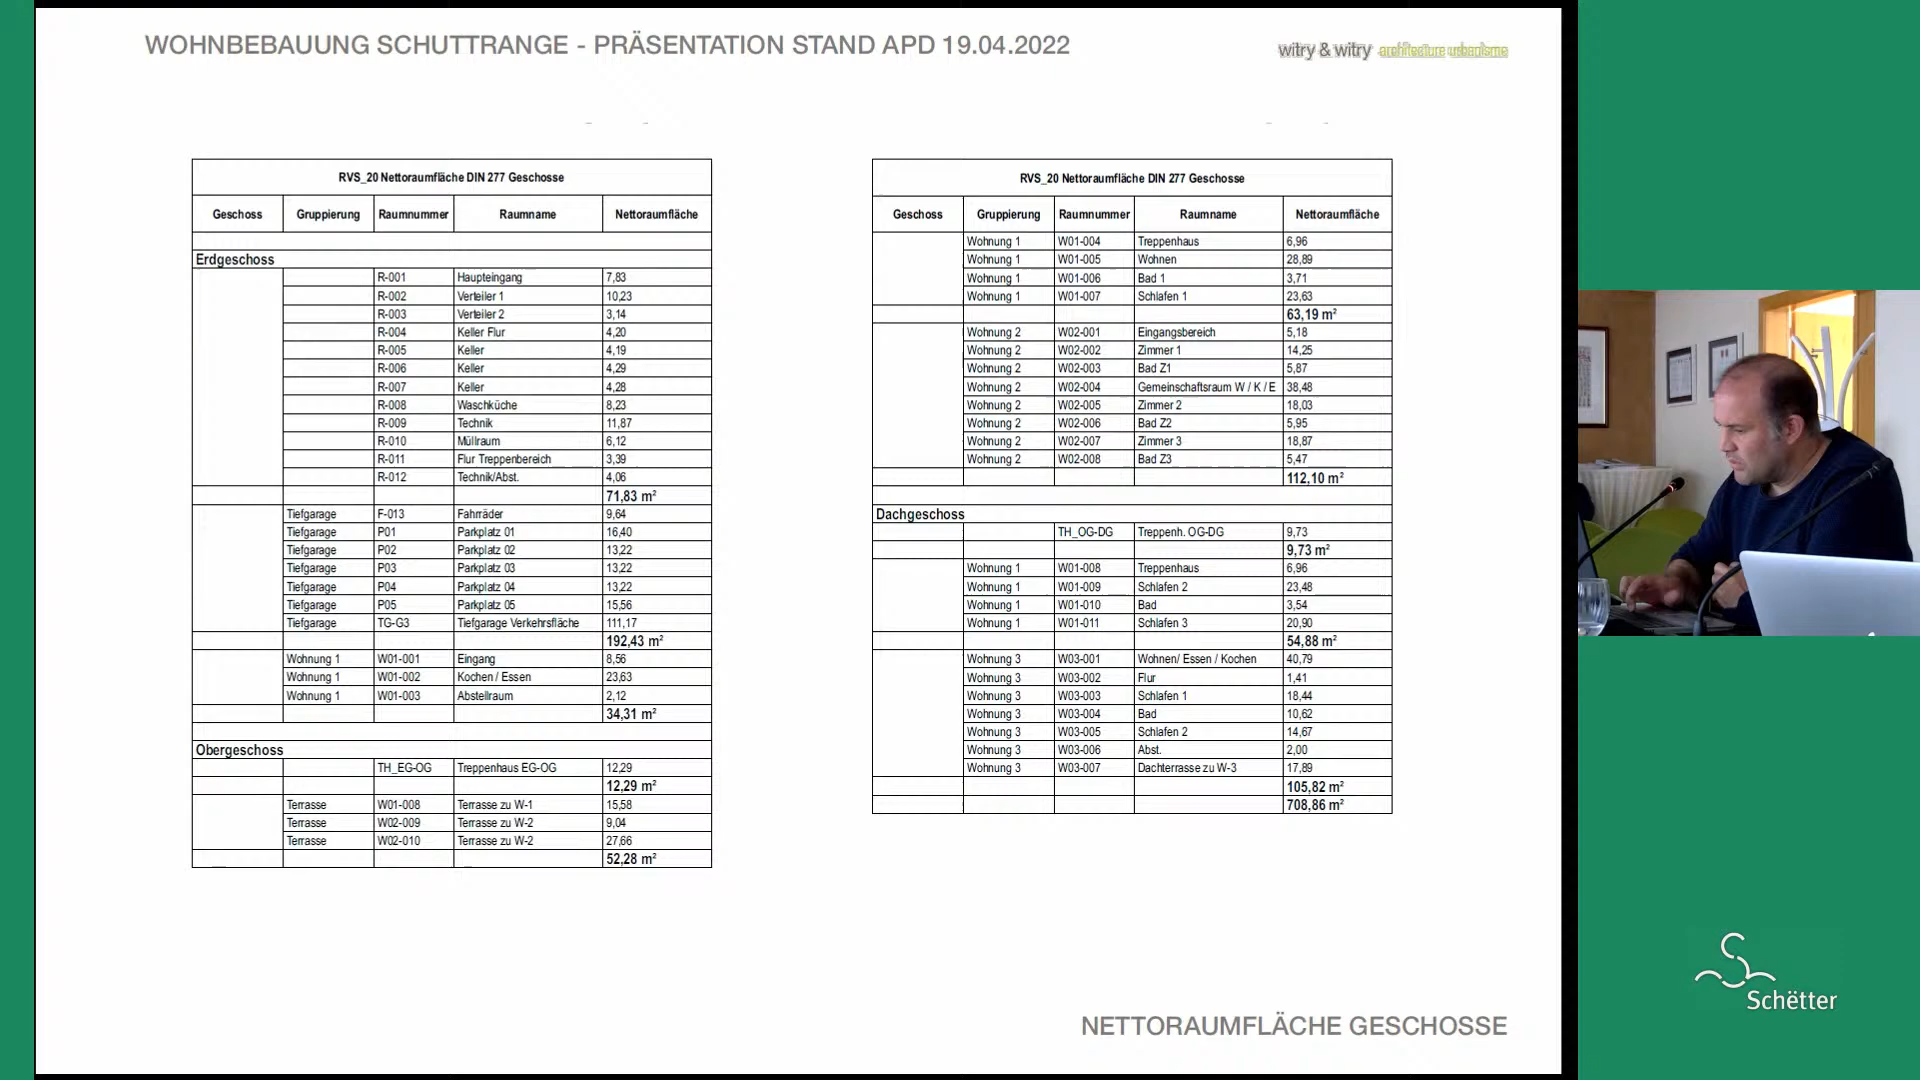 WOHNBEBAUUNG SCHUTTRANGE - PRÄSENTATION STAND APD 19.04.2022
witry & witry architecture urbanisme
RVS_20 Nettoraumfläche DIN 277 Geschosse
Geschoss Gruppierung Raumnummer Raumname Nettoraumfläche
Erdgeschoss
R-001 Haupteingang 7,83
R-002 Verteiler 1 10,23
R-003 Verteiler 2 3,14
R-004 Keller Flur 4,20
R-005 Keller 4,19
R-006 Keller 4,29
R-007 Keller 4,28
R-008 Waschküche 8,23
R-009 Technik 11,87
R-010 Müllraum 6,12
R-011 Flur Treppenbereich 3,39
R-012 Technik/Abst. 4,06
71,83 m²
Tiefgarage F-013 Fahrräder 9,64
Tiefgarage P01 Parkplatz 01 16,40
Tiefgarage P02 Parkplatz 02 13,22
Tiefgarage P03 Parkplatz 03 13,22
Tiefgarage P04 Parkplatz 04 13,22
Tiefgarage P05 Parkplatz 05 15,56
Tiefgarage TG-G3 Tiefgarage Verkehrsfläche 111,17
192,43 m²
Wohnung 1 W01-001 Eingang 8,56
Wohnung 1 W01-002 Kochen / Essen 23,63
Wohnung 1 W01-003 Abstellraum 2,12
34,31 m²
Obergeschoss
TH_EG-OG Treppenhaus EG-OG 12,29
12,29 m²
Terrasse W01-008 Terrasse zu W-1 15,58
Terrasse W02-009 Terrasse zu W-2 9,04
Terrasse W02-010 Terrasse zu W-2 27,66
52,28 m²
RVS_20 Nettoraumfläche DIN 277 Geschosse
Geschoss Gruppierung Raumnummer Raumname Nettoraumfläche
Wohnung 1 W01-004 Treppenhaus 6,96
Wohnung 1 W01-005 Wohnen 28,89
Wohnung 1 W01-006 Bad 1 3,71
Wohnung 1 W01-007 Schlafen 1 23,63
63,19 m²
Wohnung 2 W02-001 Eingangsbereich 5,18
Wohnung 2 W02-002 Zimmer 1 14,25
Wohnung 2 W02-003 Bad Z1 5,87
Wohnung 2 W02-004 Gemeinschaftsraum W / K / E 38,48
Wohnung 2 W02-005 Zimmer 2 18,03
Wohnung 2 W02-006 Bad Z2 5,95
Wohnung 2 W02-007 Zimmer 3 18,87
Wohnung 2 W02-008 Bad Z3 5,47
112,10 m²
Dachgeschoss
TH_OG-DG Treppenh. OG-DG 9,73
9,73 m²
Wohnung 1 W01-008 Treppenhaus 6,96
Wohnung 1 W01-009 Schlafen 2 23,48
Wohnung 1 W01-010 Bad 3,54
Wohnung 1 W01-011 Schlafen 3 20,90
54,88 m²
Wohnung 3 W03-001 Wohnen/ Essen / Kochen 40,79
Wohnung 3 W03-002 Flur 1,41
Wohnung 3 W03-003 Schlafen 1 18,44
Wohnung 3 W03-004 Bad 10,62
Wohnung 3 W03-005 Schlafen 2 14,67
Wohnung 3 W03-006 Abst. 2,00
Wohnung 3 W03-007 Dachterrasse zu W-3 17,89
105,82 m²
708,86 m²
NETTORAUMFLÄCHE GESCHOSSE
Schëtter